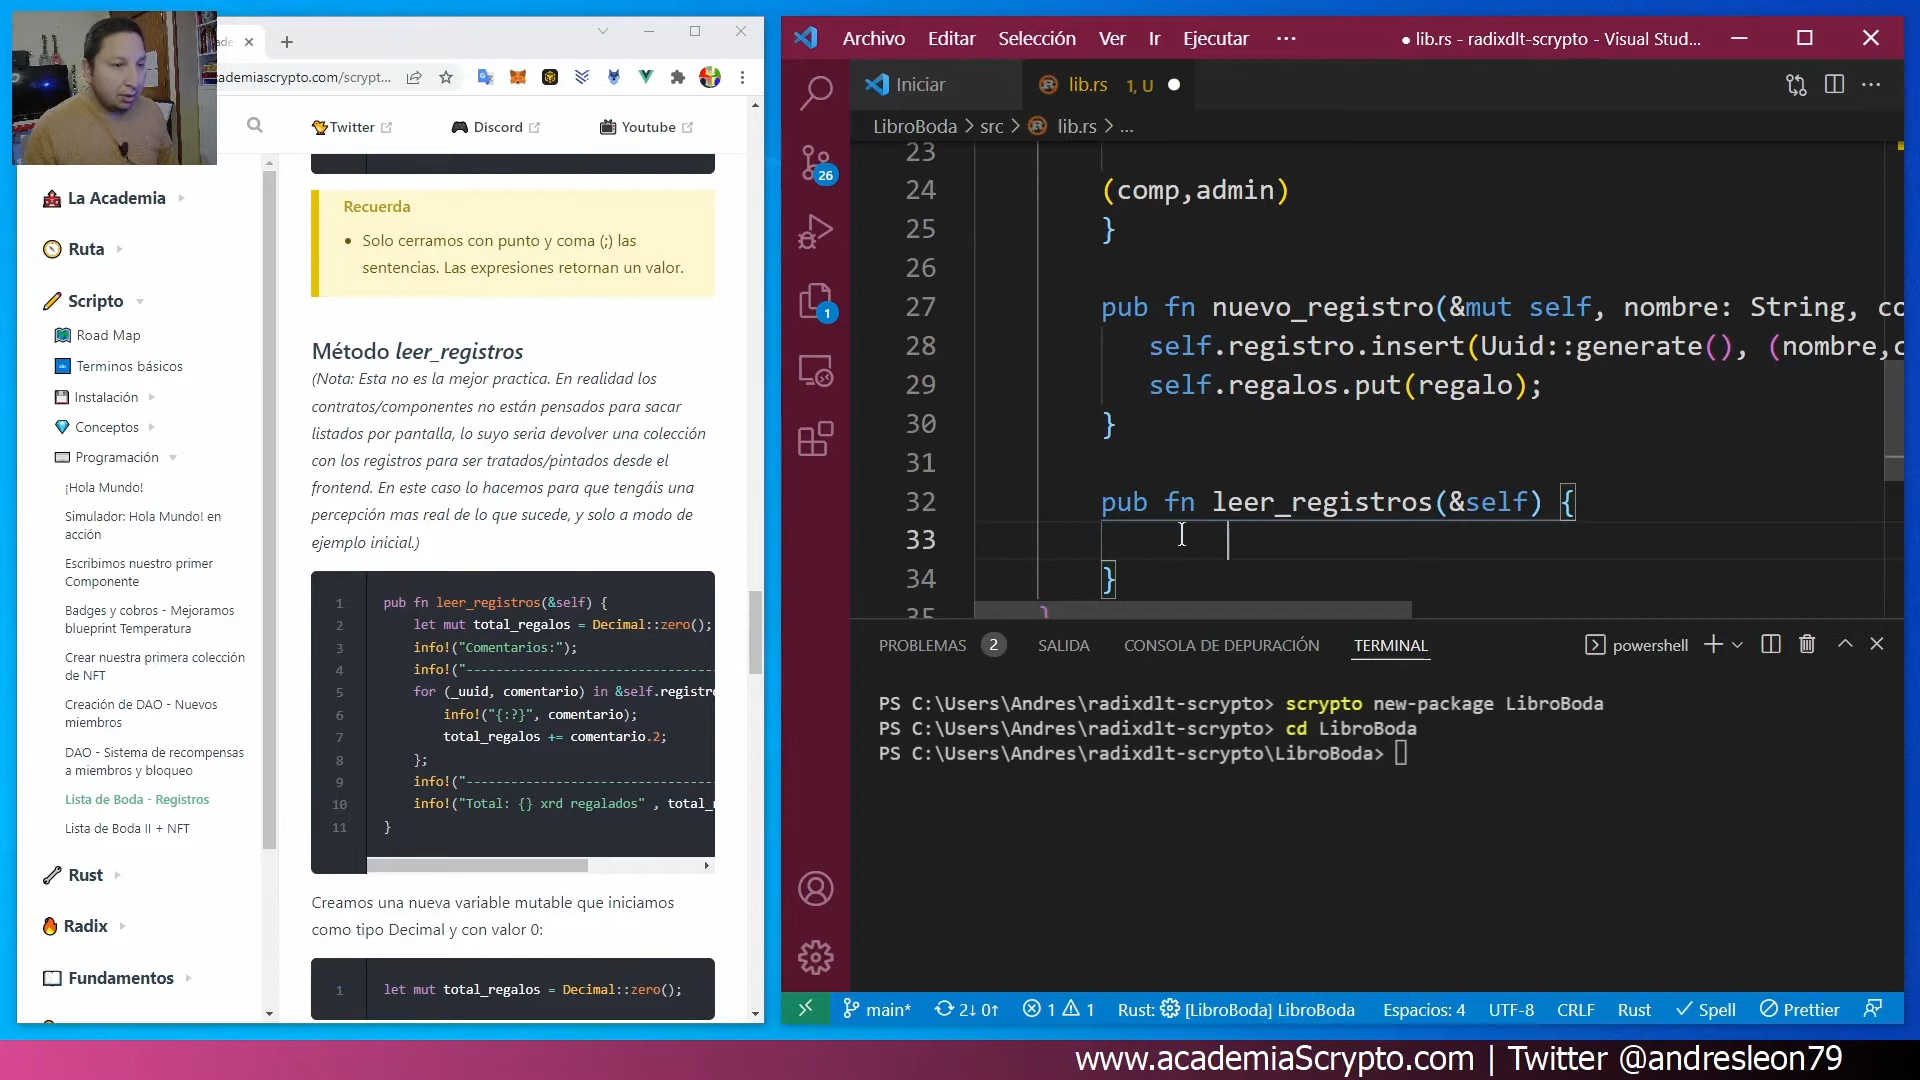 ademiascrypto.com/scrypt...
Twitter
Discord
Youtube
La Academia
Ruta
Scripto
Road Map
Terminos básicos
Instalación
Conceptos
Programación
¡Hola Mundo!
Simulador: Hola Mundo! en
acción
Escribimos nuestro primer
Componente
Badges y cobros - Mejoramos
blueprint Temperatura
Crear nuestra primera colección
de NFT
Creación de DAO - Nuevos
miembros
DAO - Sistema de recompensas
a miembros y bloqueo
Lista de Boda - Registros
Lista de Boda II + NFT
Rust
Radix
Fundamentos
Recuerda
• Solo cerramos con punto y coma (;) las
sentencias. Las expresiones retornan un valor.
Método leer_registros
(Nota: Esta no es la mejor practica. En realidad los
contratos/componentes no están pensados para sacar
listados por pantalla, lo suyo seria devolver una colección
con los registros para ser tratados/pintados desde el
frontend. En este caso lo hacemos para que tengáis una
percepción mas real de lo que sucede, y solo a modo de
ejemplo inicial.)
1 pub fn leer_registros(&self) {
2 let mut total_regalos = Decimal::zero();
3 info!("Comentarios:");
4 info!("---------------------------------
5 for (_uuid, comentario) in &self.registro
6 info!("{:?}", comentario);
7 total_regalos += comentario.2;
8 };
9 info!("---------------------------------
10 info!("Total: {} xrd regalados" , total_r
11 }
Creamos una nueva variable mutable que iniciamos
como tipo Decimal y con valor 0:
1 let mut total_regalos = Decimal::zero();
Archivo Editar Selección Ver Ir Ejecutar ···
● lib.rs - radixdlt-scrypto - Visual Stud...
Iniciar
lib.rs 1, U
LibroBoda > src > lib.rs > ...
26
1
23
24 (comp,admin)
25 }
26
27 pub fn nuevo_registro(&mut self, nombre: String, co
28 self.registro.insert(Uuid::generate(), (nombre,c
29 self.regalos.put(regalo);
30 }
31
32 pub fn leer_registros(&self) {
33
34 }
35 }
PROBLEMAS 2 SALIDA CONSOLA DE DEPURACIÓN TERMINAL
powershell
PS C:\Users\Andres\radixdlt-scrypto> scrypto new-package LibroBoda
PS C:\Users\Andres\radixdlt-scrypto> cd LibroBoda
PS C:\Users\Andres\radixdlt-scrypto\LibroBoda>
main* 2↓ 0↑ 1 1 Rust: [LibroBoda] LibroBoda Espacios: 4 UTF-8 CRLF Rust Spell Prettier
www.academiaScrypto.com | Twitter @andresleon79